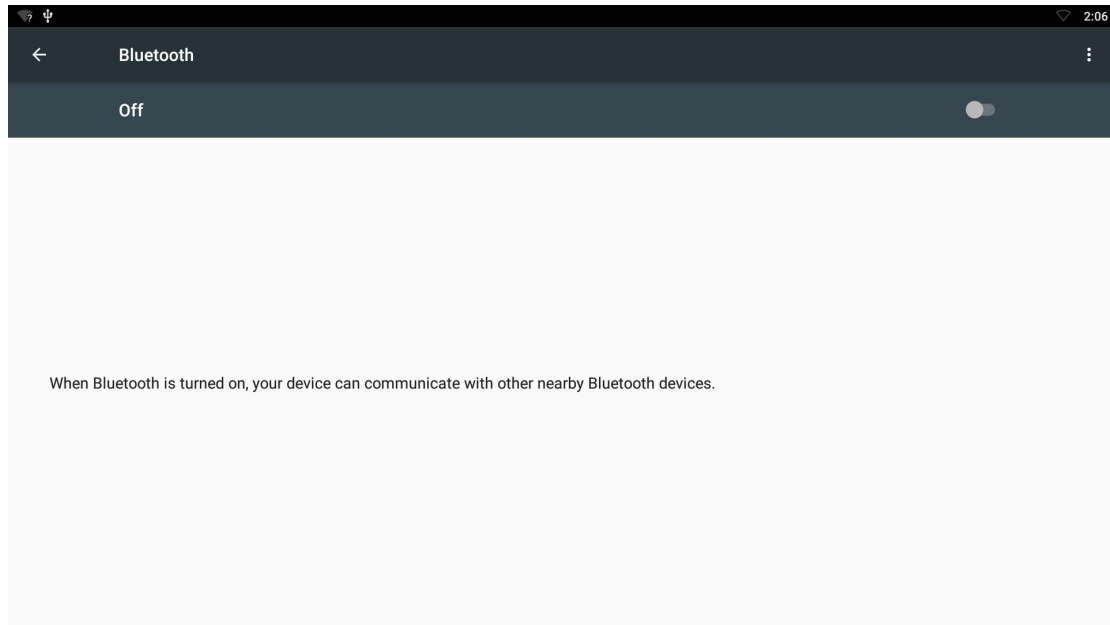 2:06
Bluetooth
Off
When Bluetooth is turned on, your device can communicate with other nearby Bluetooth devices.